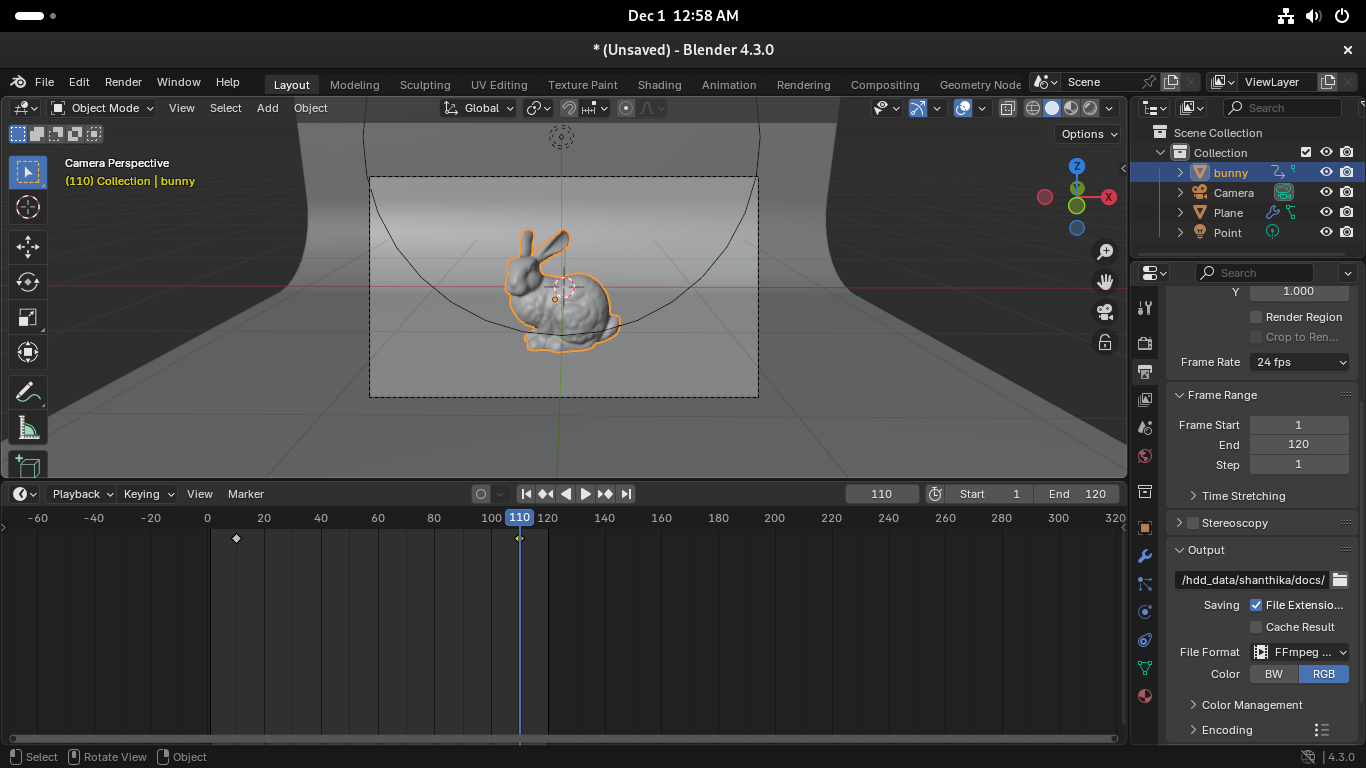 Dec 1 12:58 AM
* (Unsaved) - Blender 4.3.0
File Edit Render Window Help Layout Modeling Sculpting UV Editing Texture Paint Shading Animation Rendering Compositing Geometry Node Scene ViewLayer
Object Mode View Select Add Object Global Search
Options
Camera Perspective
(110) Collection | bunny
Z
Y
X
Scene Collection
Collection
bunny
Camera
Plane
Point
Search
Y 1.000
Render Region
Crop to Ren...
Frame Rate 24 fps
Frame Range
Frame Start 1
End 120
Step 1
Time Stretching
Stereoscopy
Output
/hdd_data/shanthika/docs/
Saving File Extensio...
Cache Result
File Format FFmpeg ...
Color BW RGB
Color Management
Encoding
Playback Keying View Marker 110 Start 1 End 120
-60 -40 -20 0 20 40 60 80 100 110 120 140 160 180 200 220 240 260 280 300 320
Select Rotate View Object 4.3.0